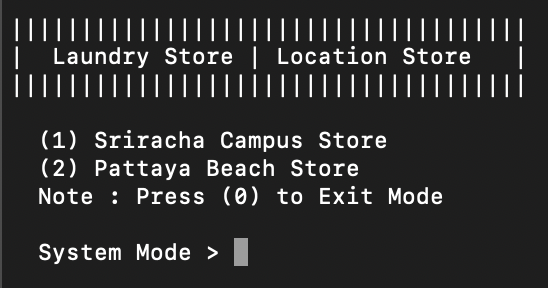 |||||||||||||||||||||||||||||||||||||
|  Laundry Store | Location Store   |
|||||||||||||||||||||||||||||||||||||
(1) Sriracha Campus Store
(2) Pattaya Beach Store
Note : Press (0) to Exit Mode
System Mode >